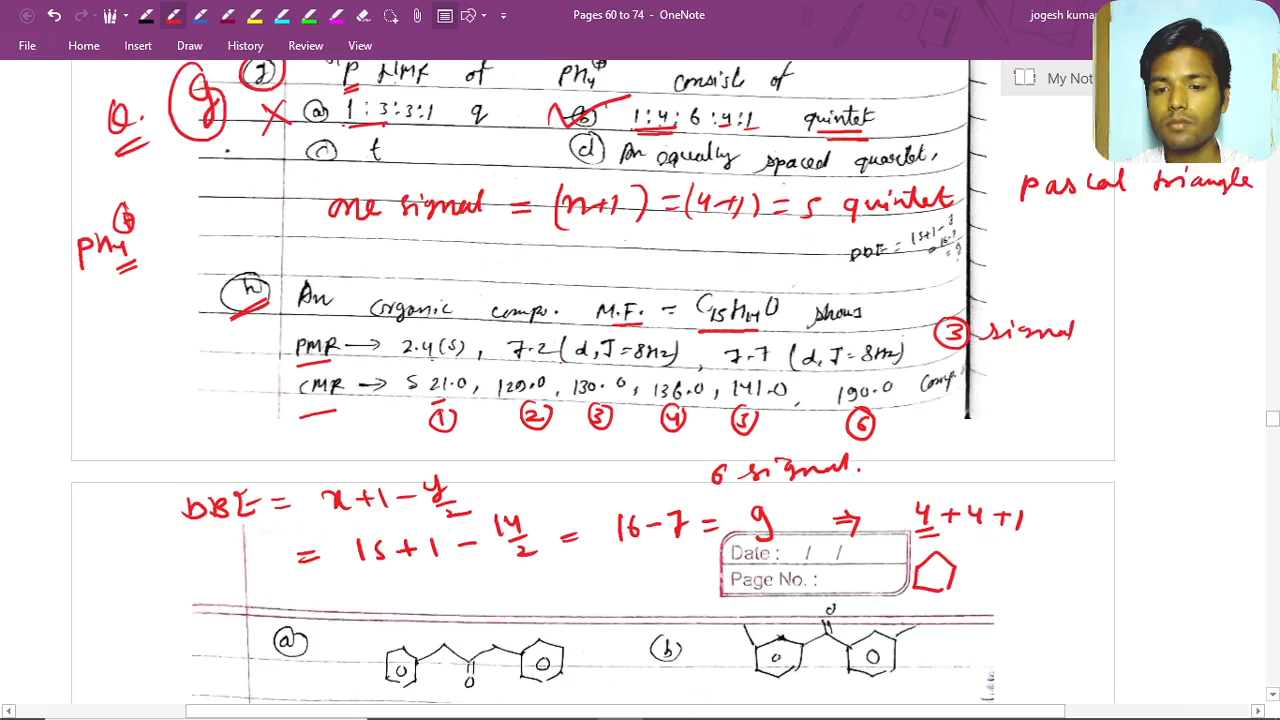 Pages 60 to 74 - OneNote
jogesh kumar
File Home Insert Draw History Review View
My Not
Q. g
(g) 31 P NMR of PH4 ⊕ consist of
(a) 1:3:3:1 q (b) 1:4:6:4:1 quintet
(c) t (d) An equally spaced quartet.
pascal triangle
one signal = (n+1) = (4+1) = 5 quintet
PH4 ⊕
(h) An organic comp. M.F. = C15H14O shows
3 signal
PMR → 2.4(s), 7.2 (d, J=8Hz), 7.7 (d, J=8Hz)
CMR → δ 21.0, 129.0, 130.0, 136.0, 141.0, 190.0 Comp.
1 2 3 4 5 6
6 signal.
DBE = x+1-y/2
= 15+1-14/2 = 16-7 = 9 ⇒ 4+4+1
Date : / /
Page No. :
(a) O O O
(b) O O O